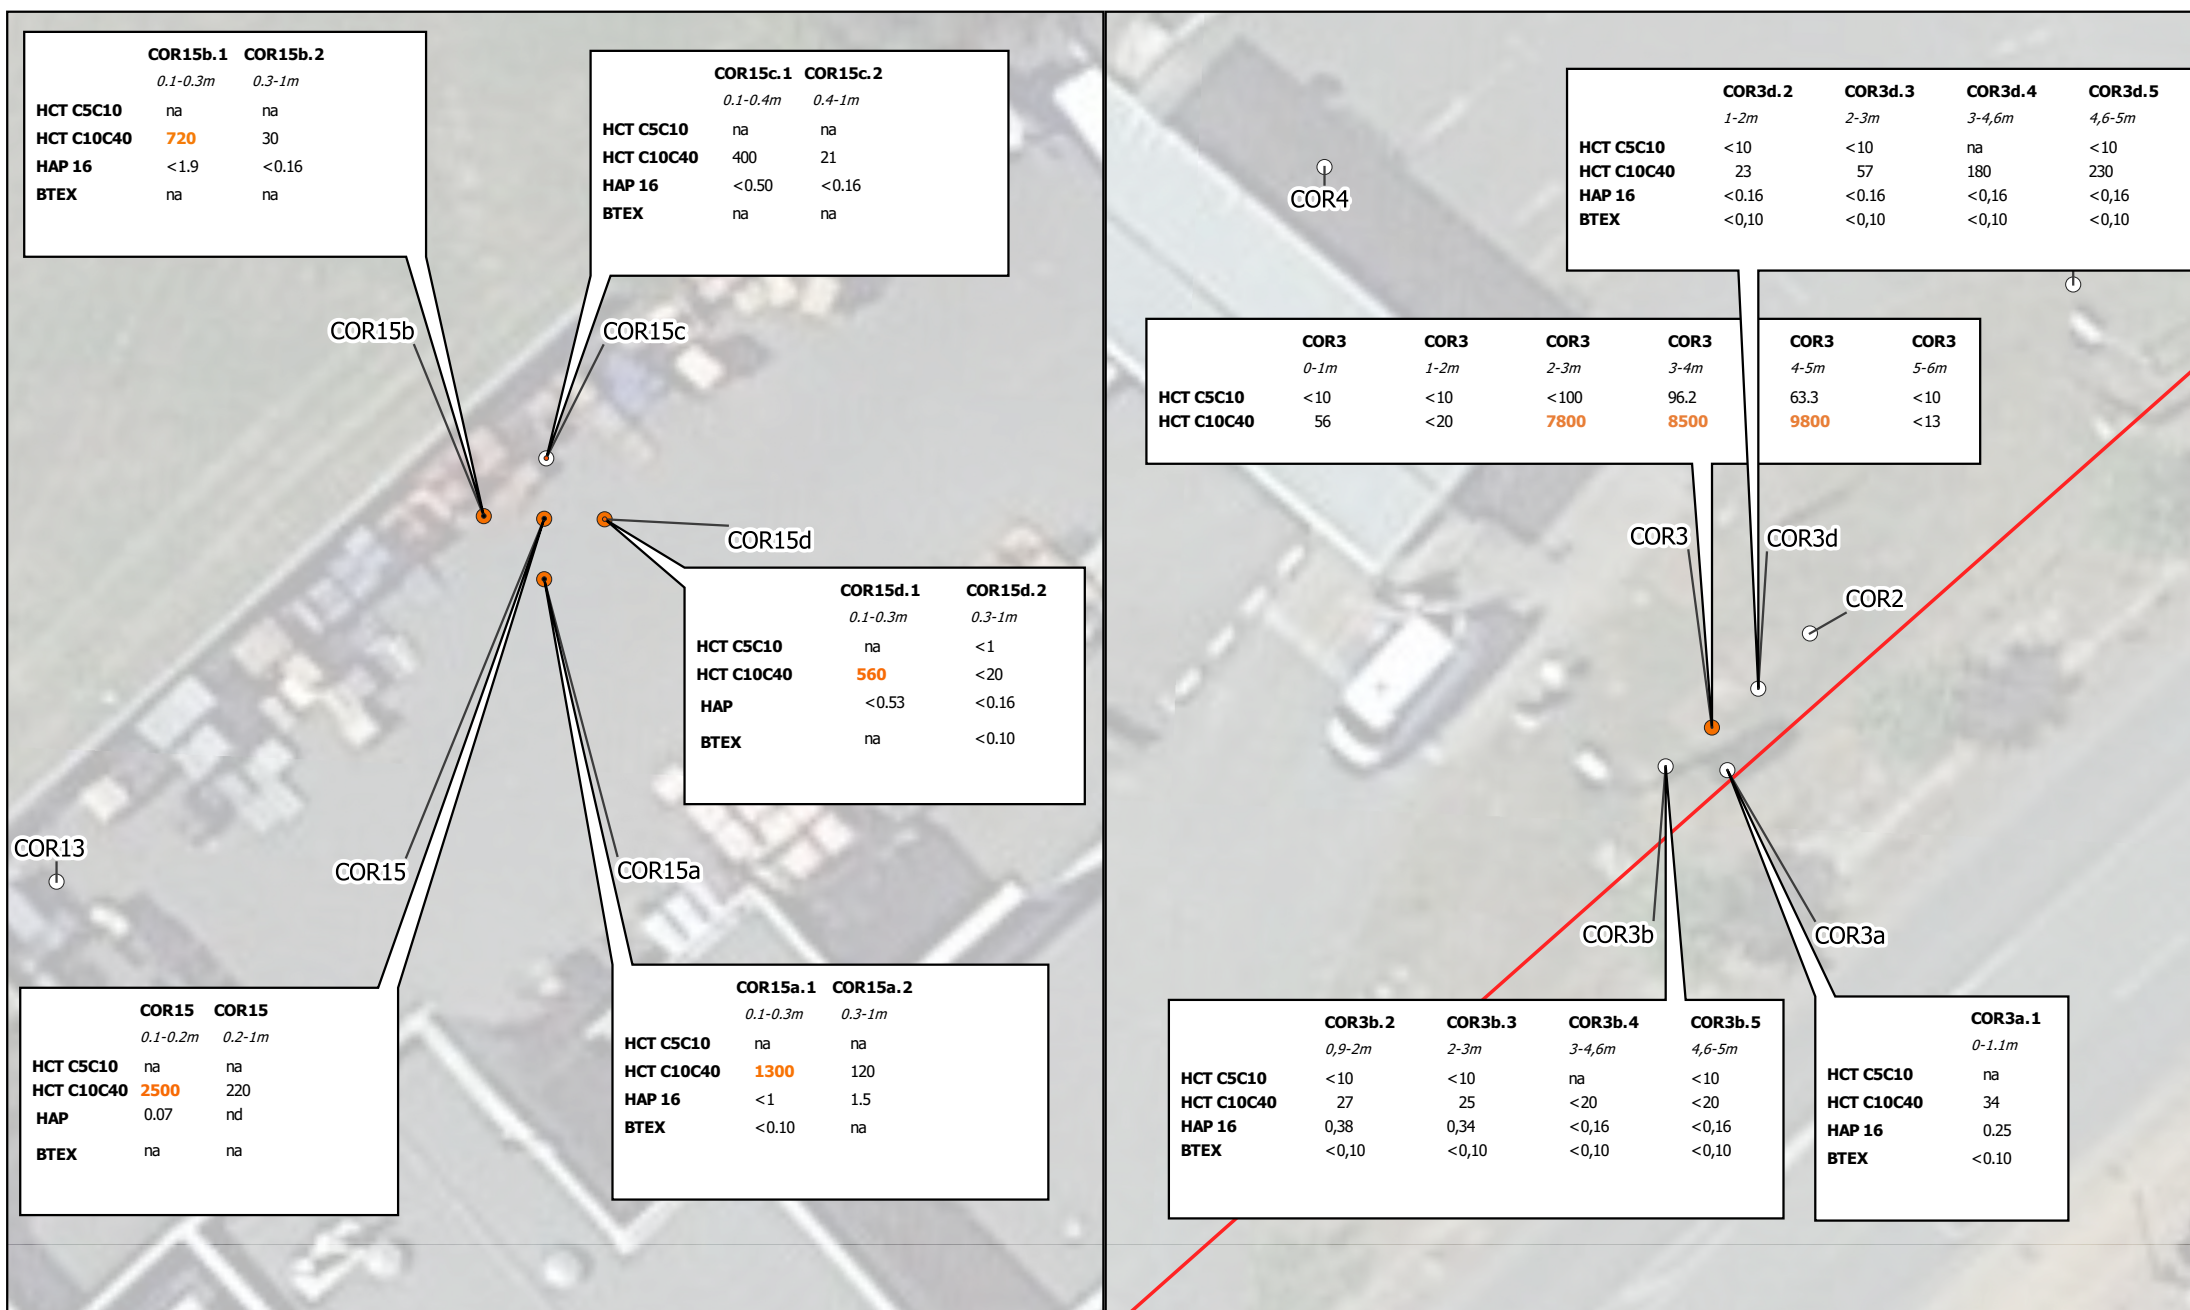 COR15b.1 COR15b.2
0.1-0.3m 0.3-1m
HCT C5C10 na na
HCT C10C40 720 30
HAP 16 <1.9 <0.16
BTEX na na
COR15c.1 COR15c.2
0.1-0.4m 0.4-1m
HCT C5C10 na na
HCT C10C40 400 21
HAP 16 <0.50 <0.16
BTEX na na
COR15b
COR15c
COR15d
COR15d.1 COR15d.2
0.1-0.3m 0.3-1m
HCT C5C10 na <1
HCT C10C40 560 <20
HAP <0.53 <0.16
BTEX na <0.10
COR13
COR15
COR15a
COR15 COR15
0.1-0.2m 0.2-1m
HCT C5C10 na na
HCT C10C40 2500 220
HAP 0.07 nd
BTEX na na
COR15a.1 COR15a.2
0.1-0.3m 0.3-1m
HCT C5C10 na na
HCT C10C40 1300 120
HAP 16 <1 1.5
BTEX <0.10 na
COR3d.2 COR3d.3 COR3d.4 COR3d.5
1-2m 2-3m 3-4,6m 4,6-5m
HCT C5C10 <10 <10 na <10
HCT C10C40 23 57 180 230
HAP 16 <0.16 <0.16 <0,16 <0,16
BTEX <0,10 <0,10 <0,10 <0,10
COR4
COR3 COR3 COR3 COR3 COR3 COR3
0-1m 1-2m 2-3m 3-4m 4-5m 5-6m
HCT C5C10 <10 <10 <100 96.2 63.3 <10
HCT C10C40 56 <20 7800 8500 9800 <13
COR3
COR3d
COR2
COR3b
COR3a
COR3b.2 COR3b.3 COR3b.4 COR3b.5
0,9-2m 2-3m 3-4,6m 4,6-5m
HCT C5C10 <10 <10 na <10
HCT C10C40 27 25 <20 <20
HAP 16 0,38 0,34 <0,16 <0,16
BTEX <0,10 <0,10 <0,10 <0,10
COR3a.1
0-1.1m
HCT C5C10 na
HCT C10C40 34
HAP 16 0.25
BTEX <0.10